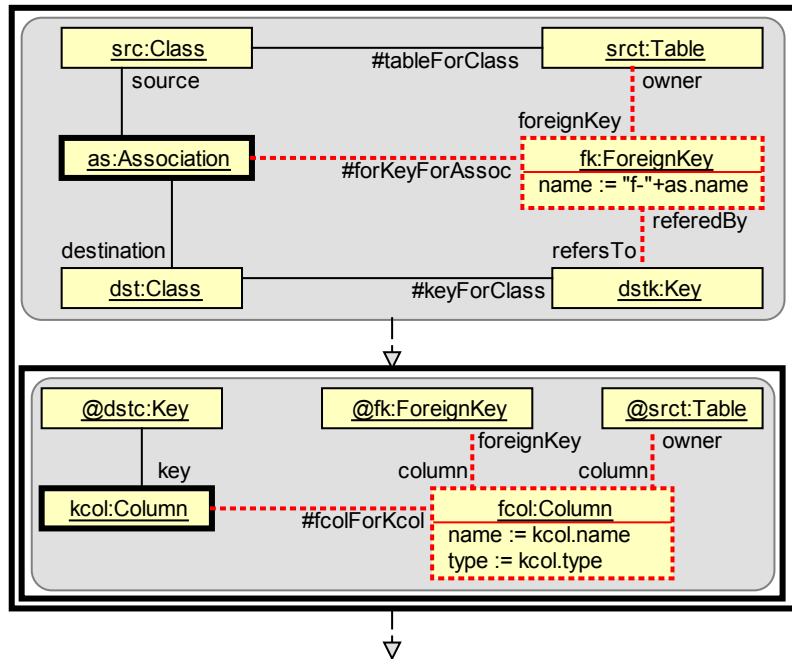 src:Class
srct:Table
#tableForClass
source
owner
foreignKey
as:Association
fk:ForeignKey
#forKeyForAssoc
name := "f-"+as.name
referedBy
destination
refersTo
dst:Class
#keyForClass
dstk:Key
@dstc:Key
@fk:ForeignKey
@srct:Table
foreignKey
owner
key
column
column
kcol:Column
#fcolForKcol
fcol:Column
name := kcol.name
type := kcol.type